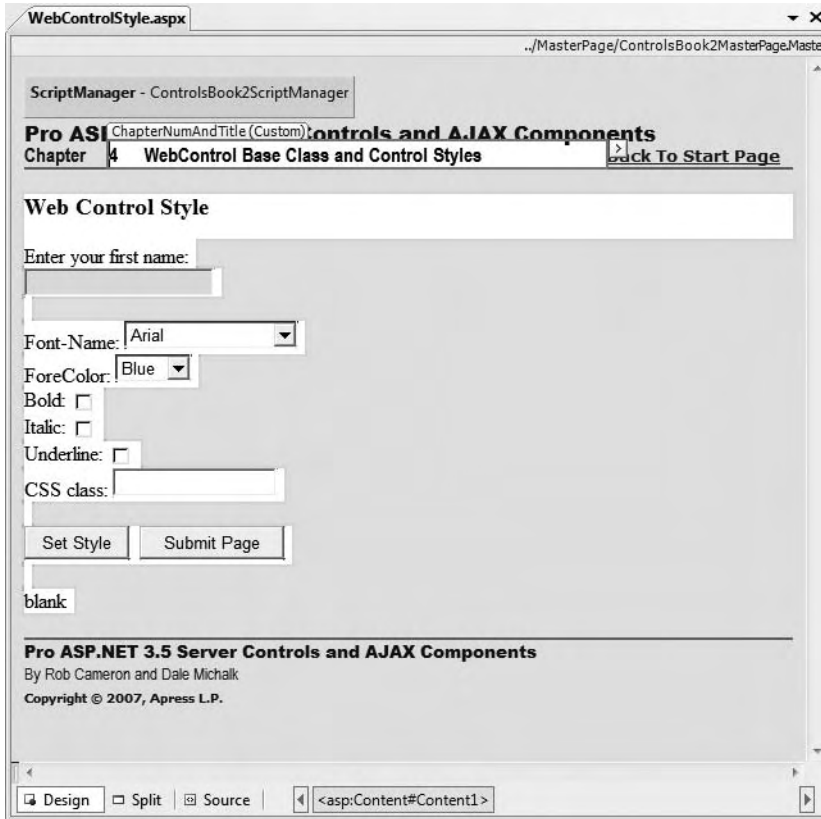 WebControlStyle.aspx
../MasterPage/ControlsBook2MasterPage.Maste
ScriptManager - ControlsBook2ScriptManager
Pro ASP ChapterNumAndTitle (Custom) Controls and AJAX Components
Chapter 4 WebControl Base Class and Control Styles > Back To Start Page
Web Control Style
Enter your first name:
Font-Name: Arial
ForeColor: Blue
Bold:
Italic:
Underline:
CSS class:
Set Style Submit Page
blank
Pro ASP.NET 3.5 Server Controls and AJAX Components
By Rob Cameron and Dale Michalk
Copyright © 2007, Apress L.P.
Design Split Source <asp:Content#Content1>